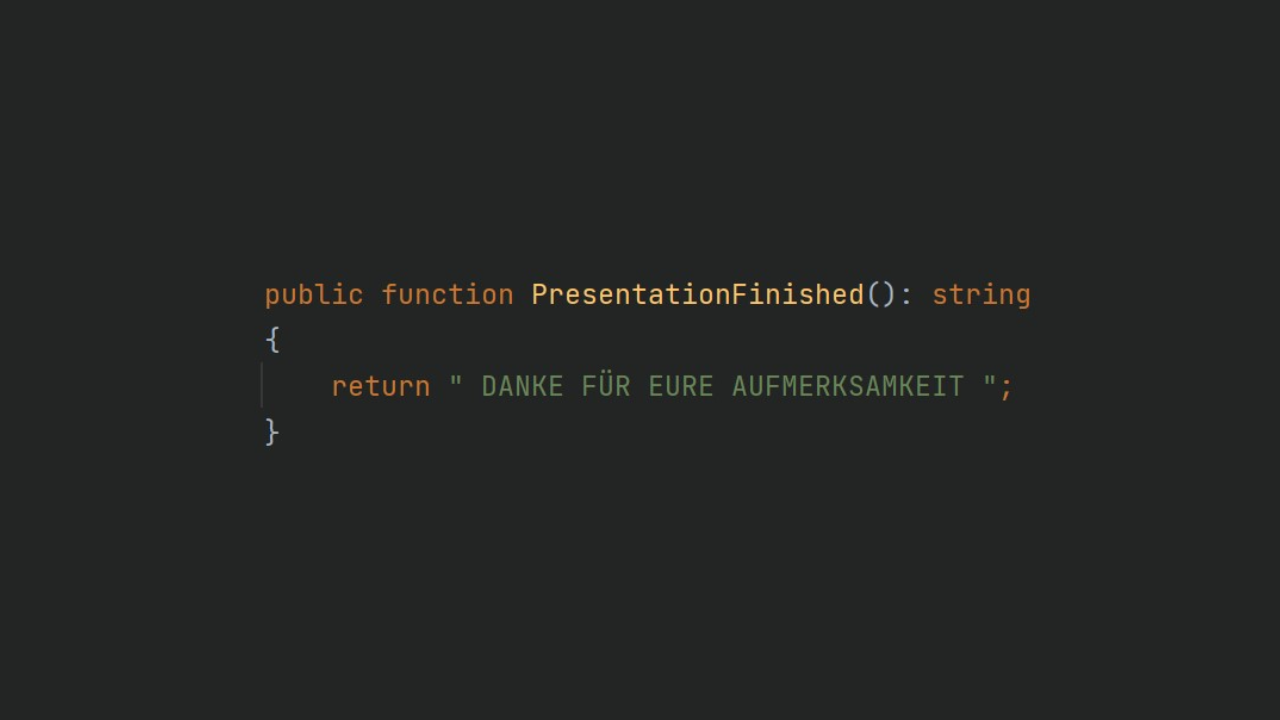 public function PresentationFinished(): string
{
return " DANKE FÜR EURE AUFMERKSAMKEIT ";
}